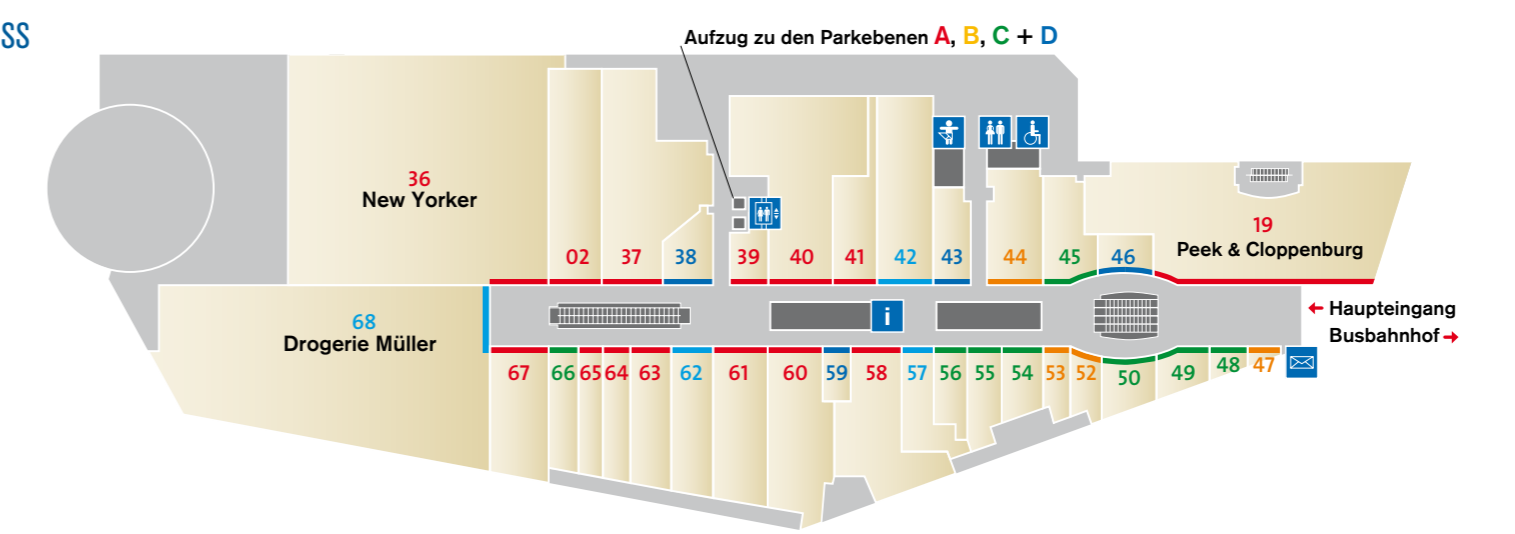 SS
Aufzug zu den Parkebenen A, B, C + D
36
New Yorker
19
Peek & Cloppenburg
02 37 38 39 40 41 42 43 44 45 46
i
Haupteingang
Busbahnhof
68
Drogerie Müller
67 66 65 64 63 62 61 60 59 58 57 56 55 54 53 52 50 49 48 47